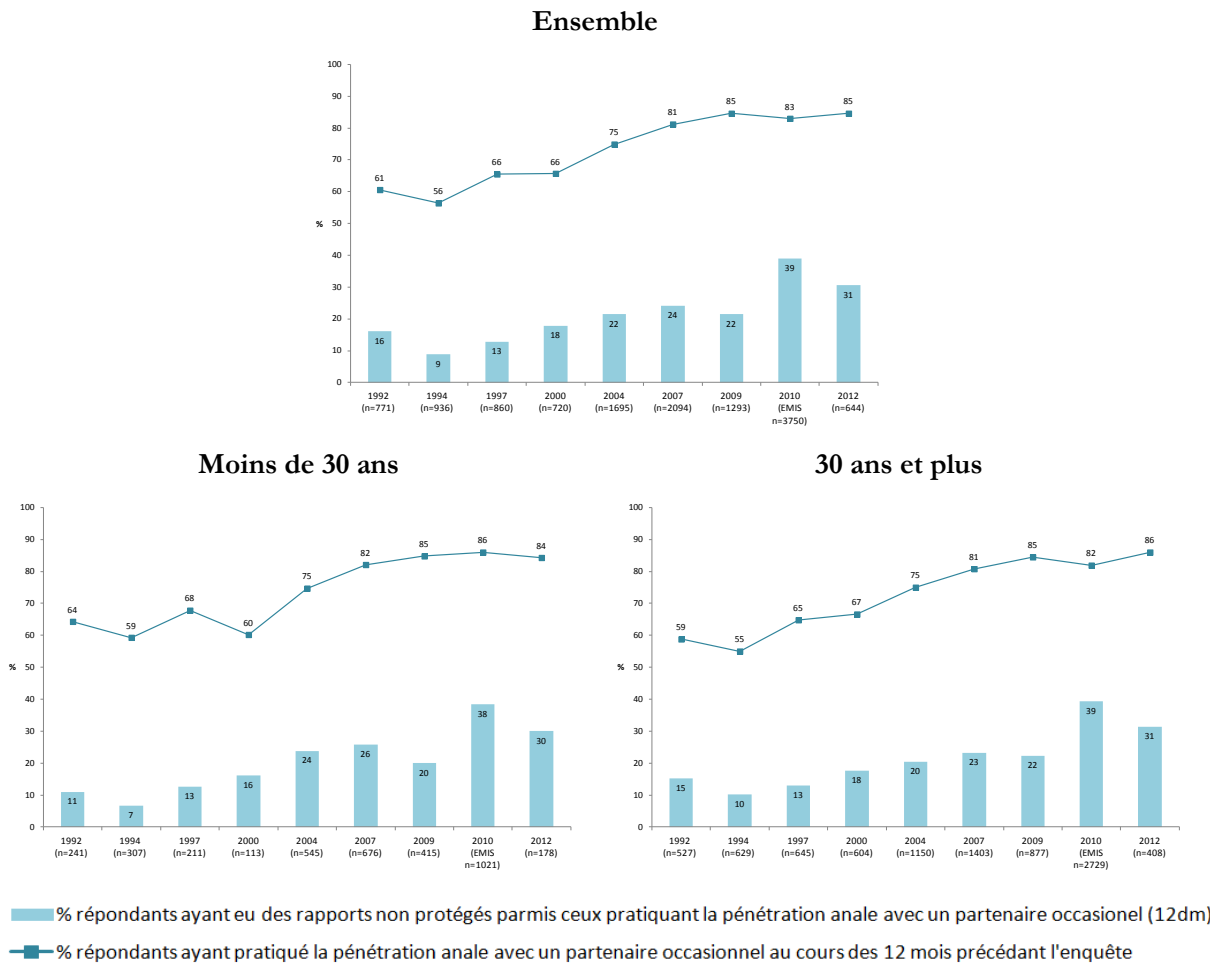 Ensemble
100
90
80
70
60
50
%
40
30
20
10
0
61 56 66 66 75 81 85 83 85
16 9 13 18 22 24 22 39 31
1992 1994 1997 2000 2004 2007 2009 2010 2012
(n=771) (n=936) (n=860) (n=720) (n=1695) (n=2094) (n=1293) (EMIS (n=644)
n=3750)
Moins de 30 ans
100
90
80
70
60
% 50
40
30
20
10
0
64 59 68 60 75 82 85 86 84
11 7 13 16 24 26 20 38 30
1992 1994 1997 2000 2004 2007 2009 2010 2012
(n=241) (n=307) (n=211) (n=113) (n=545) (n=676) (n=415) (EMIS (n=178)
n=1021)
30 ans et plus
100
90
80
70
60
% 50
40
30
20
10
0
59 55 65 67 75 81 85 82 86
15 10 13 18 20 23 22 39 31
1992 1994 1997 2000 2004 2007 2009 2010 2012
(n=527) (n=629) (n=645) (n=604) (n=1150) (n=1403) (n=877) (EMIS (n=408)
n=2729)
% répondants ayant eu des rapports non protégés parmis ceux pratiquant la pénétration anale avec un partenaire occasionel (12dm)
% répondants ayant pratiqué la pénétration anale avec un partenaire occasionnel au cours des 12 mois précédant l'enquête